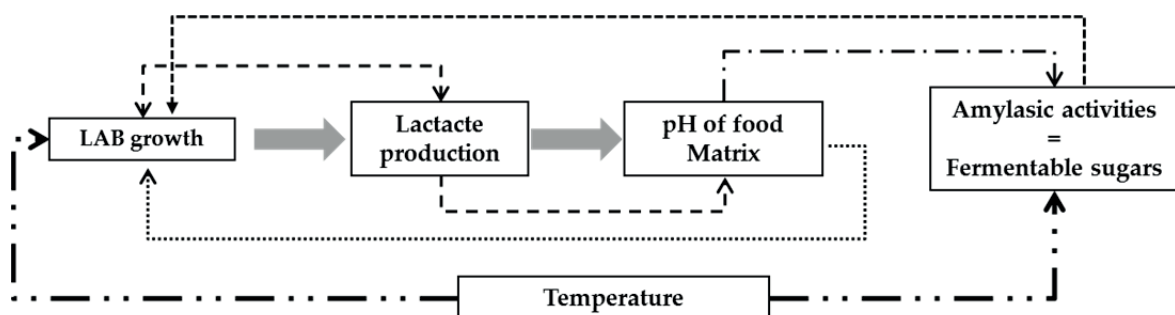 LAB growth
Lactacte
production
pH of food
Matrix
Amylasic activities
=
Fermentable sugars
Temperature